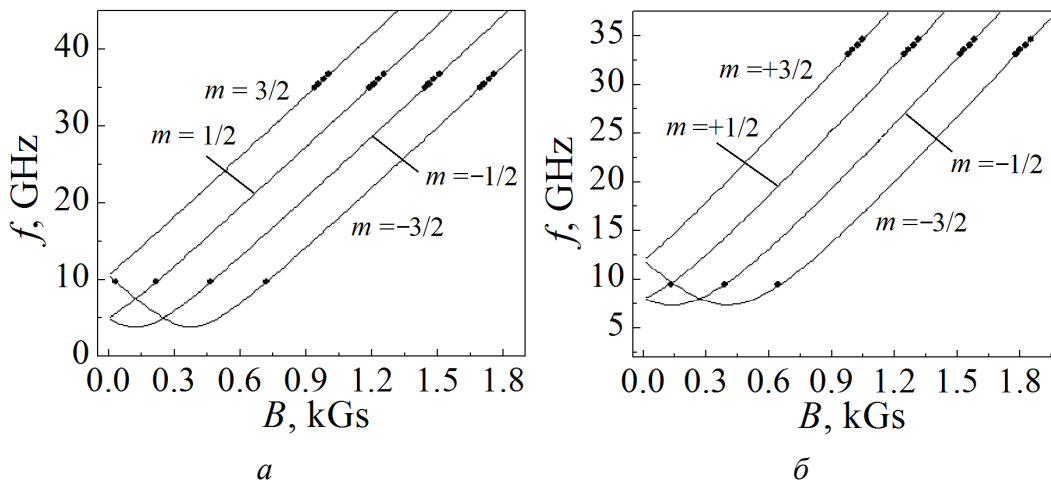 f, GHz
40
30
20
10
0
m = 3/2
m = 1/2
m =−1/2
m =−3/2
0.0 0.3 0.6 0.9 1.2 1.5 1.8
B, kGs
а
f, GHz
35
30
25
20
15
10
5
m =+3/2
m =+1/2
m =−1/2
m =−3/2
0.0 0.3 0.6 0.9 1.2 1.5 1.8
B, kGs
б